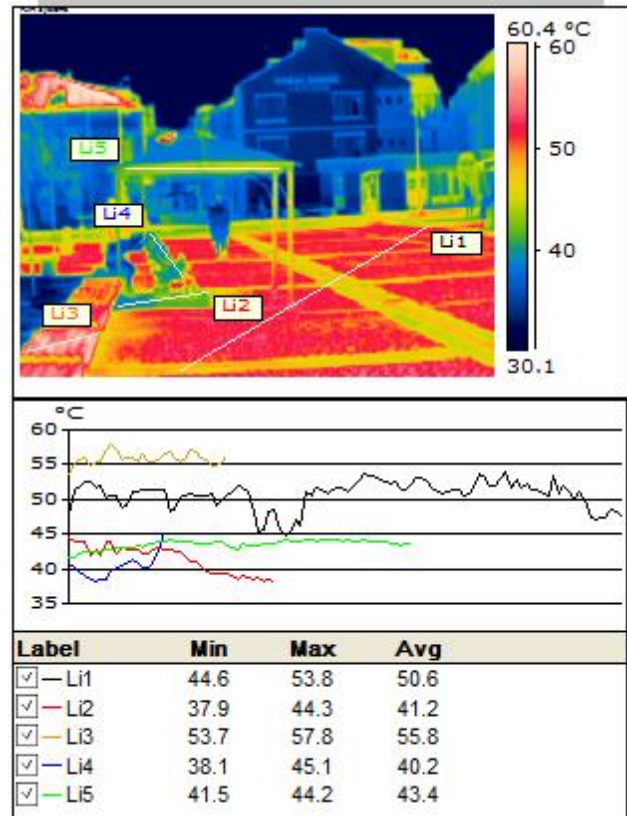 60.4 °C
60
50
40
30.1
Li5
Li4
Li1
Li3
Li2
°C
60
55
50
45
40
35
Label Min Max Avg
Li1 44.6 53.8 50.6
Li2 37.9 44.3 41.2
Li3 53.7 57.8 55.8
Li4 38.1 45.1 40.2
Li5 41.5 44.2 43.4